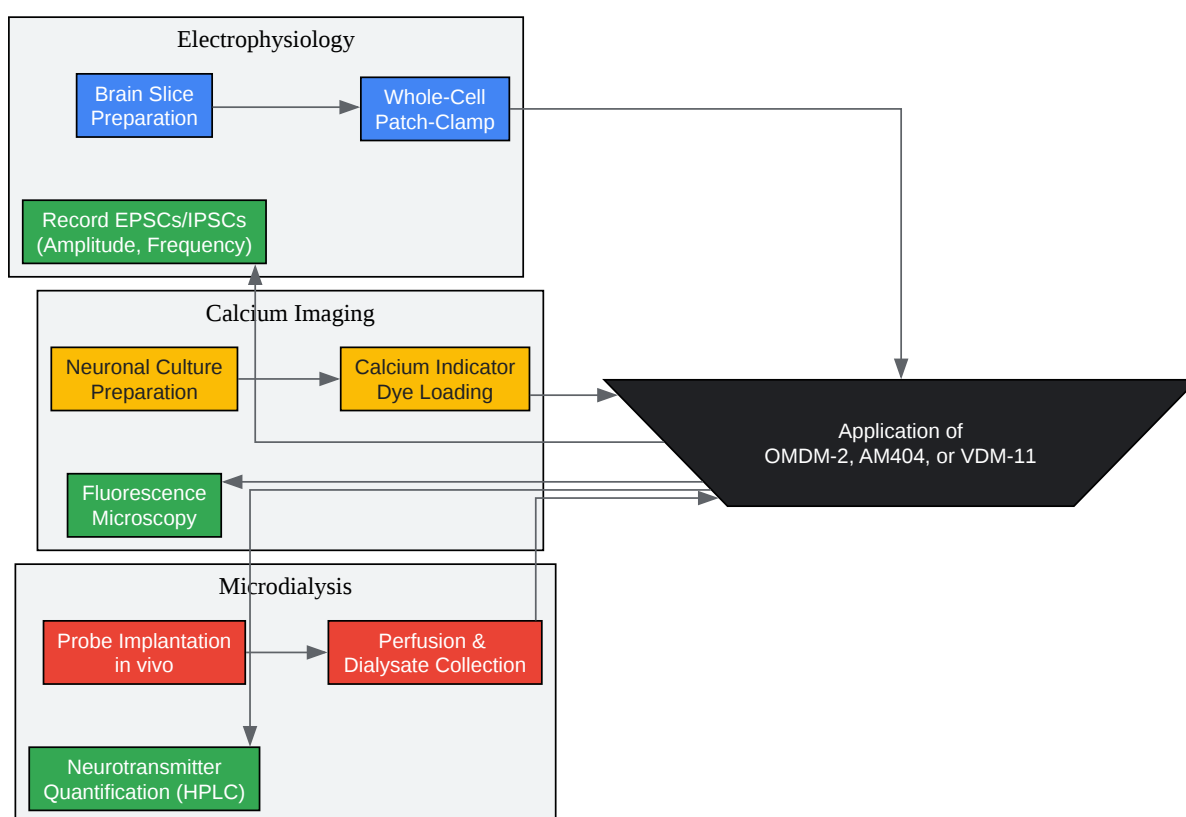 Electrophysiology
Brain Slice
Preparation
Whole-Cell
Patch-Clamp
Record EPSCs/IPSCs
(Amplitude, Frequency)
Calcium Imaging
Neuronal Culture
Preparation
Calcium Indicator
Dye Loading
Application of
OMDM-2, AM404, or VDM-11
Fluorescence
Microscopy
Microdialysis
Probe Implantation
in vivo
Perfusion &
Dialysate Collection
Neurotransmitter
Quantification (HPLC)